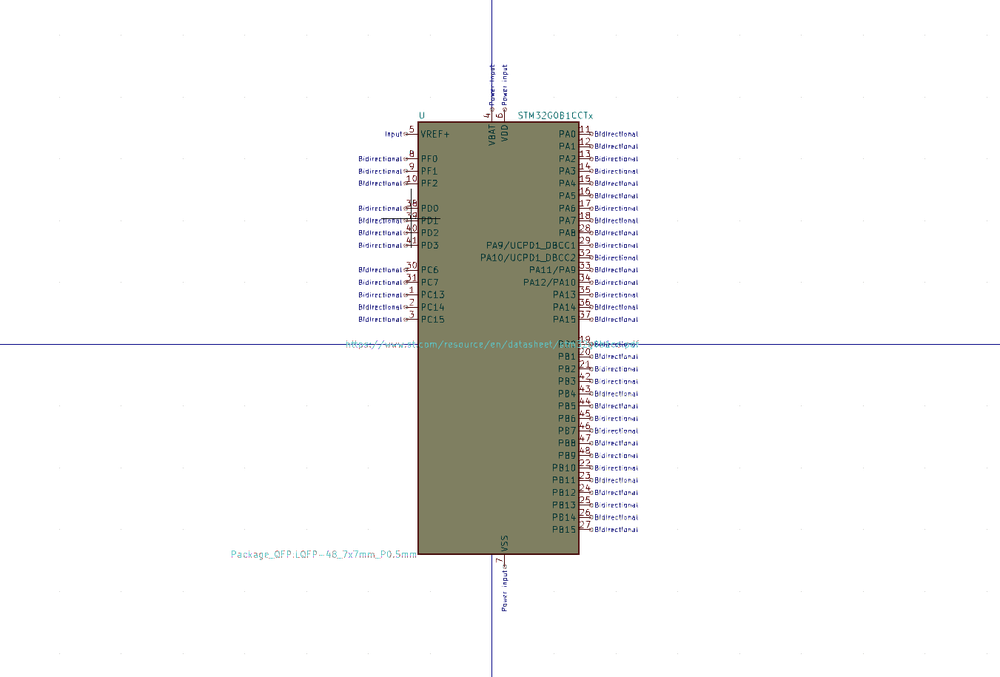 Power input Power input
4 6
U STM32G0B1CCTx
VBAT VDD
Input 5 VREF+ PA0 11 Bidirectional
PA1 12 Bidirectional
Bidirectional 8 PF0 PA2 13 Bidirectional
Bidirectional 9 PF1 PA3 14 Bidirectional
Bidirectional 10 PF2 PA4 15 Bidirectional
PA5 16 Bidirectional
Bidirectional 38 PD0 PA6 17 Bidirectional
Bidirectional 39 PD1 PA7 18 Bidirectional
Bidirectional 40 PD2 PA8 28 Bidirectional
Bidirectional 41 PD3 PA9/UCPD1_DBCC1 29 Bidirectional
PA10/UCPD1_DBCC2 32 Bidirectional
Bidirectional 30 PC6 PA11/PA9 33 Bidirectional
Bidirectional 31 PC7 PA12/PA10 34 Bidirectional
Bidirectional 1 PC13 PA13 35 Bidirectional
Bidirectional 2 PC14 PA14 36 Bidirectional
Bidirectional 3 PC15 PA15 37 Bidirectional
https://www.st.com/resource/en/datasheet/ 19
PB1 20 Bidirectional
PB2 21 Bidirectional
PB3 42 Bidirectional
PB4 43 Bidirectional
PB5 44 Bidirectional
PB6 45 Bidirectional
PB7 46 Bidirectional
PB8 47 Bidirectional
PB9 48 Bidirectional
PB10 22 Bidirectional
PB11 23 Bidirectional
PB12 24 Bidirectional
PB13 25 Bidirectional
PB14 26 Bidirectional
PB15 27 Bidirectional
VSS
Package_QFP:LQFP-48_7x7mm_P0.5mm
7
Power input